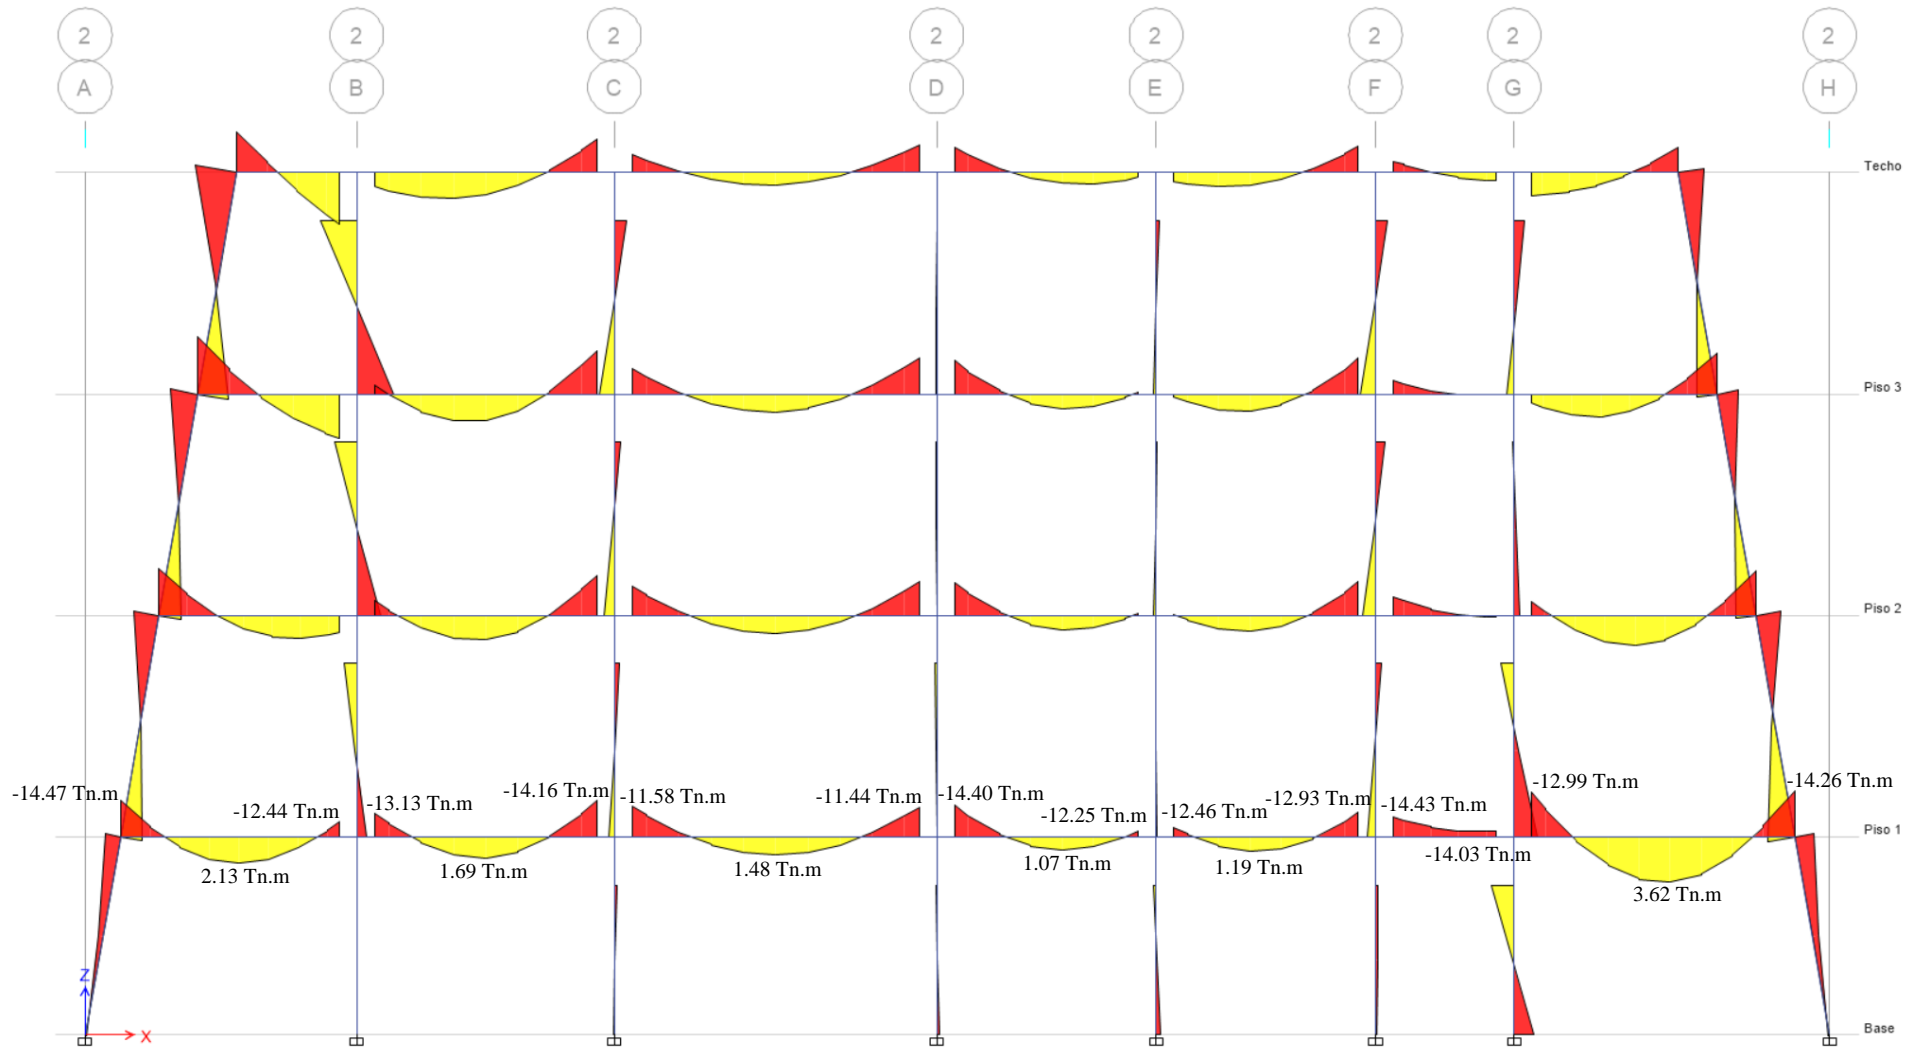 2 2 2 2 2 2 2 2
A B C D E F G H
Techo
Piso 3
Piso 2
-14.47 Tn.m
-12.44 Tn.m
-13.13 Tn.m
-14.16 Tn.m
-11.58 Tn.m
-11.44 Tn.m
-14.40 Tn.m
-12.25 Tn.m
-12.46 Tn.m
-12.93 Tn.m
-14.43 Tn.m
-12.99 Tn.m
-14.26 Tn.m
Piso 1
-14.03 Tn.m
2.13 Tn.m
1.69 Tn.m
1.48 Tn.m
1.07 Tn.m
1.19 Tn.m
3.62 Tn.m
Z
X
Base